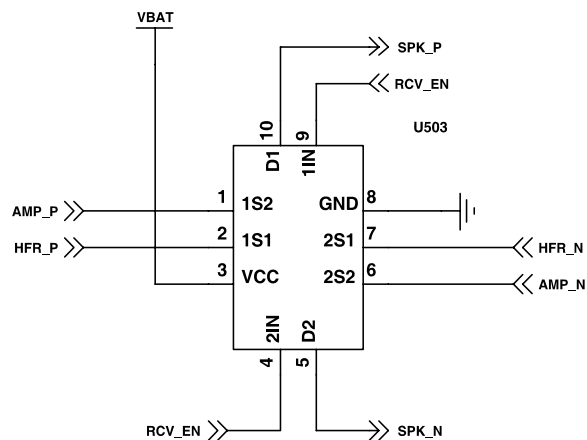 VBAT
SPK_P
RCV_EN
U503
10
9
D1
1IN
AMP_P
1
1S2
GND
8
HFR_P
2
1S1
2S1
7
HFR_N
3
VCC
2S2
6
AMP_N
2IN
D2
4
5
RCV_EN
SPK_N